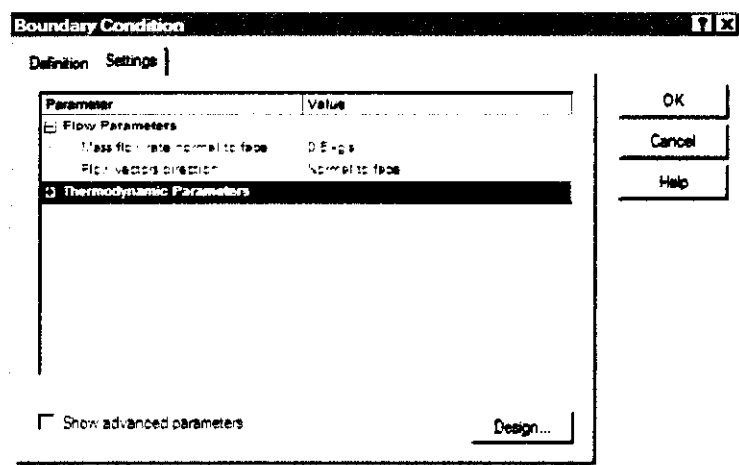 Boundary Condition
Definition Settings
OK
Parameter Value
Flow Parameters
Cancel
Mass flow rate normal to face 0.5 kg/s
Flow vectors direction Normal to face
Help
Thermodynamic Parameters
Show advanced parameters
Design...